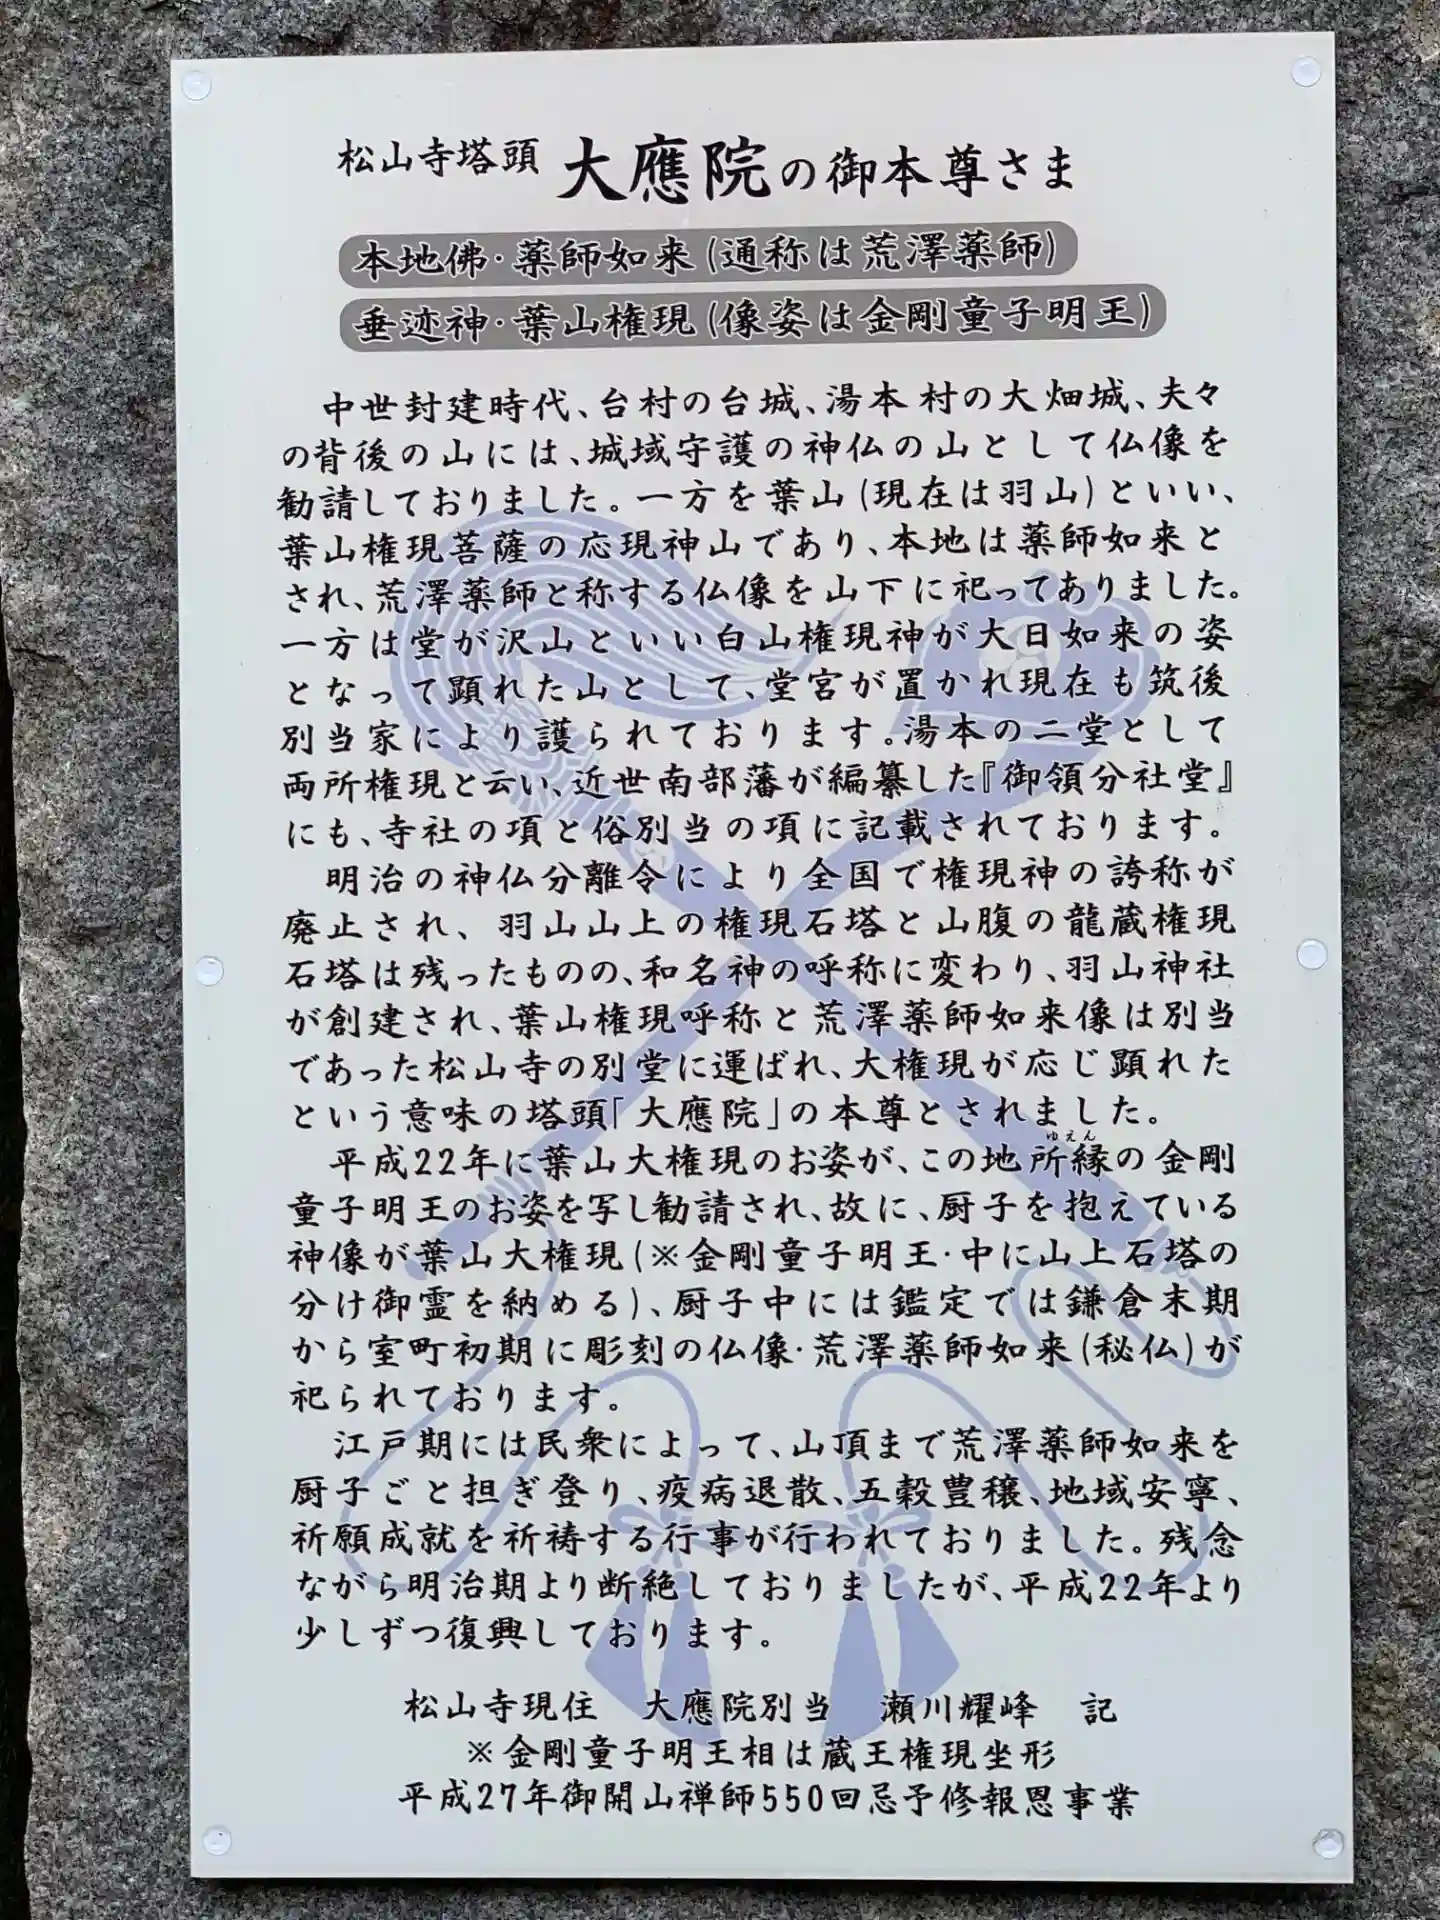 松山寺塔頭 大應院の御本尊さま
本地佛・薬師如来(通称は荒澤薬師)
垂迹神・葉山権現(像姿は金剛童子明王)
中世封建時代、台村の台城、湯本村の大畑城、夫々
の背後の山には、城域守護の神仏の山として仏像を
勧請しておりました。一方を葉山(現在は羽山)といい、
葉山権現菩薩の応現神山であり、本地は薬師如来と
され、荒澤薬師と称する仏像を山下に祀ってありました。
一方は堂が沢山といい白山権現神が大日如来の姿
となって顕れた山として、堂宮が置かれ現在も筑後
別当家により護られております。湯本の二堂として
両所権現と云い、近世南部藩が編纂した『御領分社堂』
にも、寺社の項と俗別当の項に記載されております。
明治の神仏分離令により全国で権現神の誇称が
廃止され、羽山山上の権現石塔と山腹の龍蔵権現
石塔は残ったものの、和名神の呼称に変わり、羽山神社
が創建され、葉山権現呼称と荒澤薬師如来像は別当
であった松山寺の別堂に運ばれ、大権現が応じ顕れた
という意味の塔頭「大應院」の本尊とされました。
平成22年に葉山大権現のお姿が、この地所縁の金剛
ゆえん
童子明王のお姿を写し勧請され、故に、厨子を抱えている
神像が葉山大権現(※金剛童子明王・中に山上石塔の
分け御霊を納める)、厨子中には鑑定では鎌倉末期
から室町初期に彫刻の仏像・荒澤薬師如来(秘仏)が
祀られております。
江戸期には民衆によって、山頂まで荒澤薬師如来を
厨子ごと担ぎ登り、疫病退散、五穀豊穣、地域安寧、
祈願成就を祈祷する行事が行われておりました。残念
ながら明治期より断絶しておりましたが、平成22年より
少しずつ復興しております。
松山寺現住 大應院別当 瀬川耀峰 記
※金剛童子明王相は蔵王権現坐形
平成27年御開山禅師550回忌予修報恩事業